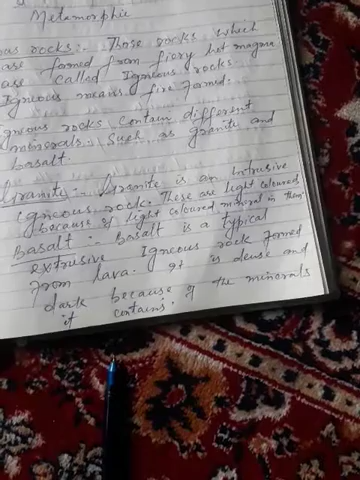 Metamorphic
ous rocks :- Those rocks which
are formed from fiery hot magma
are called Igneous rocks
Igneous means fire formed.
gneous rocks contain different
minerals. Such as granite and
basalt.
Granite :- Granite is an intrusive
igneous rock. These are light coloured
because of light coloured mineral in them
Basalt :- Basalt is a typical
extrusive Igneous rock formed
from lava. It is dense and
dark because of the minerals
it contains.